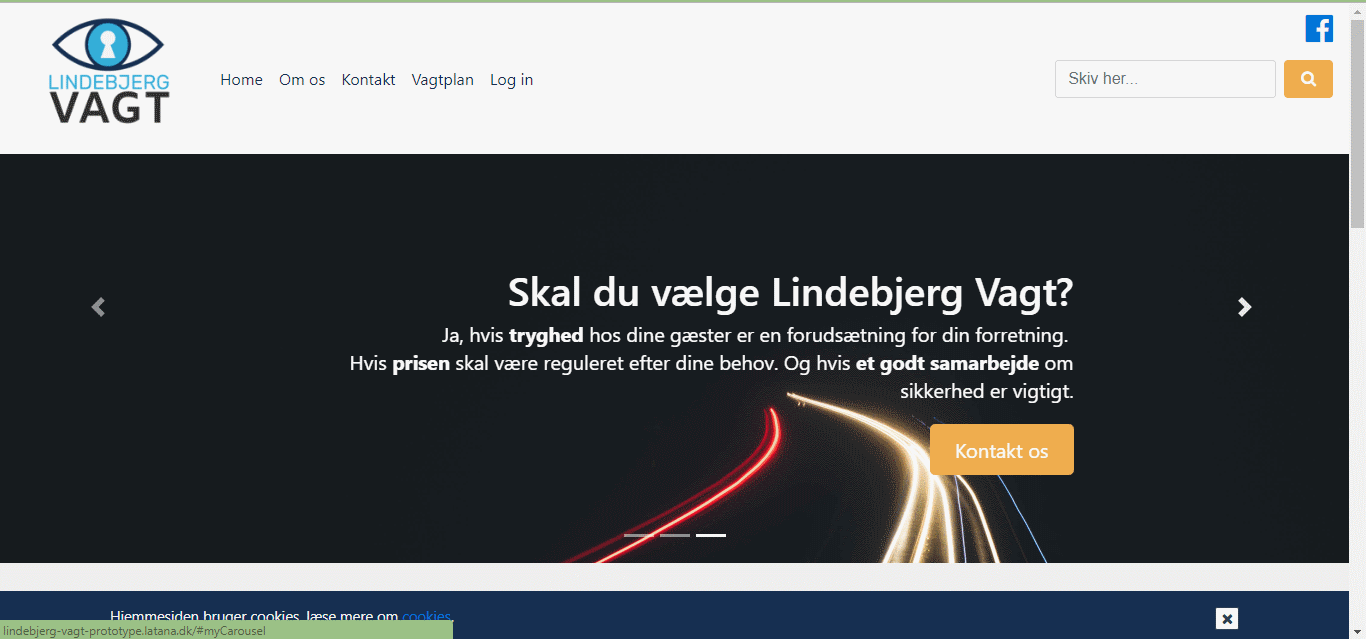 LINDEBJERG
VAGT
Home Om os Kontakt Vagtplan Log in
Skiv her...
Skal du vælge Lindebjerg Vagt?
Ja, hvis tryghed hos dine gæster er en forudsætning for din forretning.
Hvis prisen skal være reguleret efter dine behov. Og hvis et godt samarbejde om
sikkerhed er vigtigt.
Kontakt os
Hjemmesiden bruger cookies, læse mere om cookies.
lindebjerg-vagt-prototype.latana.dk/#myCarousel